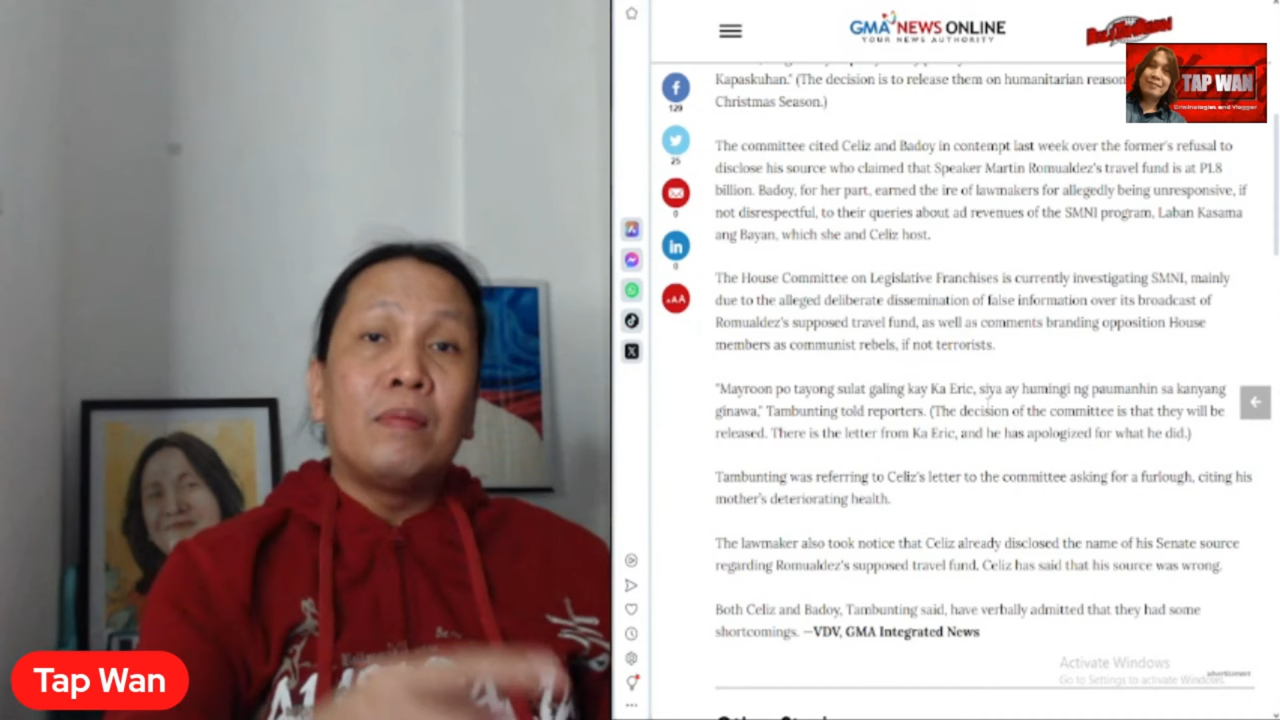 GMA NEWS ONLINE
YOUR NEWS AUTHORITY
TAP WAN
Criminologist and Vlogger
Kapaskuhan." (The decision is to release them on humanitarian
Christmas Season.)
129
25
0
in
0
AAA
The committee cited Celiz and Badoy in contempt last week over the former's refusal to
disclose his source who claimed that Speaker Martin Romualdez's travel fund is at P1.8
billion. Badoy, for her part, earned the ire of lawmakers for allegedly being unresponsive, if
not disrespectful, to their queries about ad revenues of the SMNI program, Laban Kasama
ang Bayan, which she and Celiz host.
The House Committee on Legislative Franchises is currently investigating SMNI, mainly
due to the alleged deliberate dissemination of false information over its broadcast of
Romualdez's supposed travel fund, as well as comments branding opposition House
members as communist rebels, if not terrorists.
"Mayroon po tayong sulat galing kay Ka Eric, siya ay humingi ng paumanhin sa kanyang
ginawa," Tambunting told reporters. (The decision of the committee is that they will be
released. There is the letter from Ka Eric, and he has apologized for what he did.)
Tambunting was referring to Celiz's letter to the committee asking for a furlough, citing his
mother's deteriorating health.
The lawmaker also took notice that Celiz already disclosed the name of his Senate source
regarding Romualdez's supposed travel fund. Celiz has said that his source was wrong.
Both Celiz and Badoy, Tambunting said, have verbally admitted that they had some
shortcomings. —VDV, GMA Integrated News
Activate Windows
Go to Settings to activate Windows.
advertisement
Tap Wan